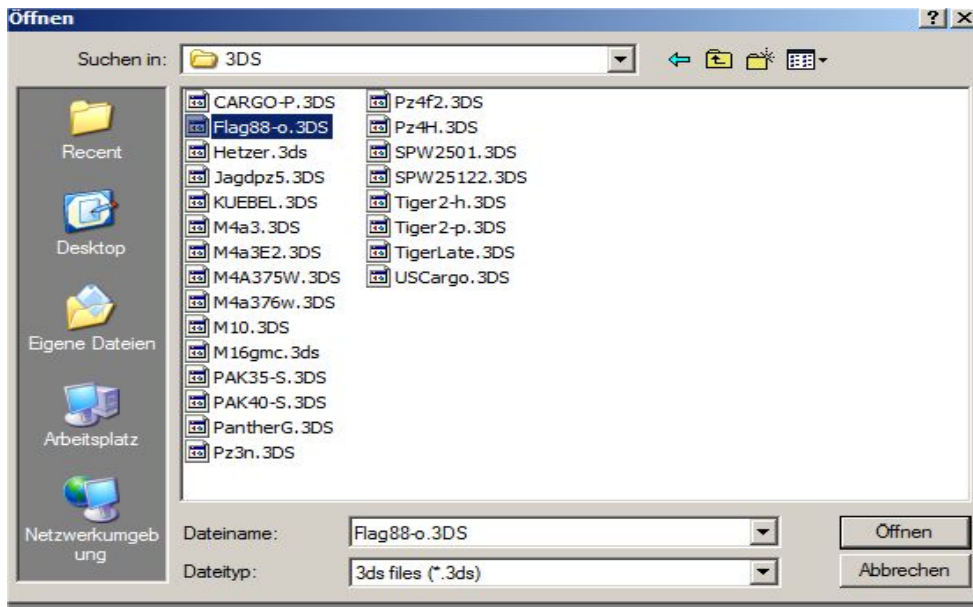 Öffnen
Suchen in:
3DS
Recent
Desktop
Eigene Dateien
Arbeitsplatz
Netzwerkumgeb
ung
CARGO-P.3DS
Flag88-o.3DS
Hetzer.3ds
Jagdpz5.3DS
KUEBEL.3DS
M4a3.3DS
M4a3E2.3DS
M4A375W.3DS
M4a376w.3DS
M10.3DS
M16gmc.3ds
PAK35-S.3DS
PAK40-S.3DS
PantherG.3DS
Pz3n.3DS
Pz4f2.3DS
Pz4H.3DS
SPW2501.3DS
SPW25122.3DS
Tiger2-h.3DS
Tiger2-p.3DS
TigerLate.3DS
USCargo.3DS
Dateiname:
Flag88-o.3DS
Öffnen
Dateityp:
3ds files (*.3ds)
Abbrechen